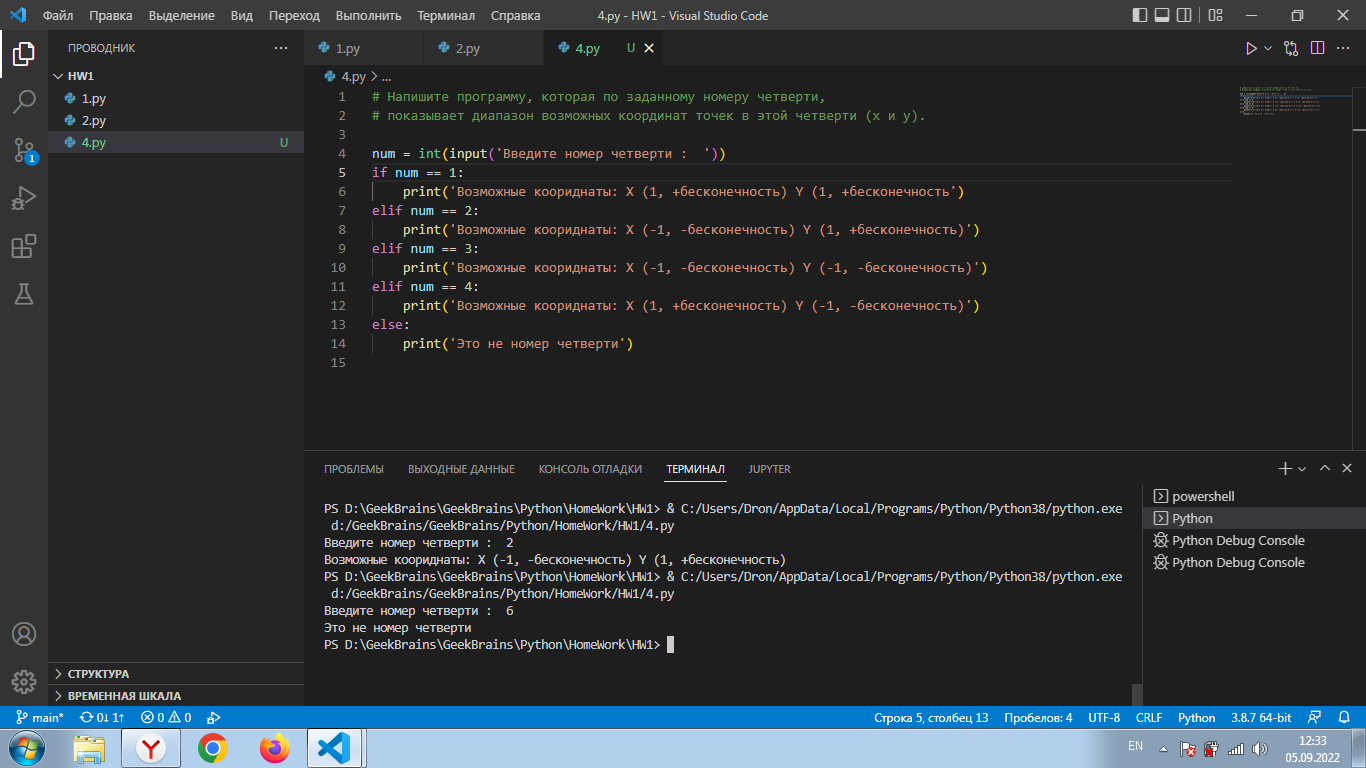 Файл Правка Выделение Вид Переход Выполнить Терминал Справка 4.py - HW1 - Visual Studio Code
ПРОВОДНИК
1.py 2.py 4.py U
HW1
1.py
2.py
4.py U
4.py > ...
1 # Напишите программу, которая по заданному номеру четверти,
2 # показывает диапазон возможных координат точек в этой четверти (x и y).
3
4 num = int(input('Введите номер четверти :  '))
5 if num == 1:
6     print('Возможные коориднаты: X (1, +бесконечность) Y (1, +бесконечность')
7 elif num == 2:
8     print('Возможные коориднаты: X (-1, -бесконечность) Y (1, +бесконечность)')
9 elif num == 3:
10     print('Возможные коориднаты: X (-1, -бесконечность) Y (-1, -бесконечность)')
11 elif num == 4:
12     print('Возможные коориднаты: X (1, +бесконечность) Y (-1, -бесконечность)')
13 else:
14     print('Это не номер четверти')
15
ПРОБЛЕМЫ ВЫХОДНЫЕ ДАННЫЕ КОНСОЛЬ ОТЛАДКИ ТЕРМИНАЛ JUPYTER
PS D:\GeekBrains\GeekBrains\Python\HomeWork\HW1> & C:/Users/Dron/AppData/Local/Programs/Python/Python38/python.exe
d:/GeekBrains/GeekBrains/Python/HomeWork/HW1/4.py
Введите номер четверти :  2
Возможные коориднаты: X (-1, -бесконечность) Y (1, +бесконечность)
PS D:\GeekBrains\GeekBrains\Python\HomeWork\HW1> & C:/Users/Dron/AppData/Local/Programs/Python/Python38/python.exe
d:/GeekBrains/GeekBrains/Python/HomeWork/HW1/4.py
Введите номер четверти :  6
Это не номер четверти
PS D:\GeekBrains\GeekBrains\Python\HomeWork\HW1>
powershell
Python
Python Debug Console
Python Debug Console
1
СТРУКТУРА
ВРЕМЕННАЯ ШКАЛА
main* 0↓ 1↑ 0 0 Строка 5, столбец 13 Пробелов: 4 UTF-8 CRLF Python 3.8.7 64-bit
EN 12:33
05.09.2022